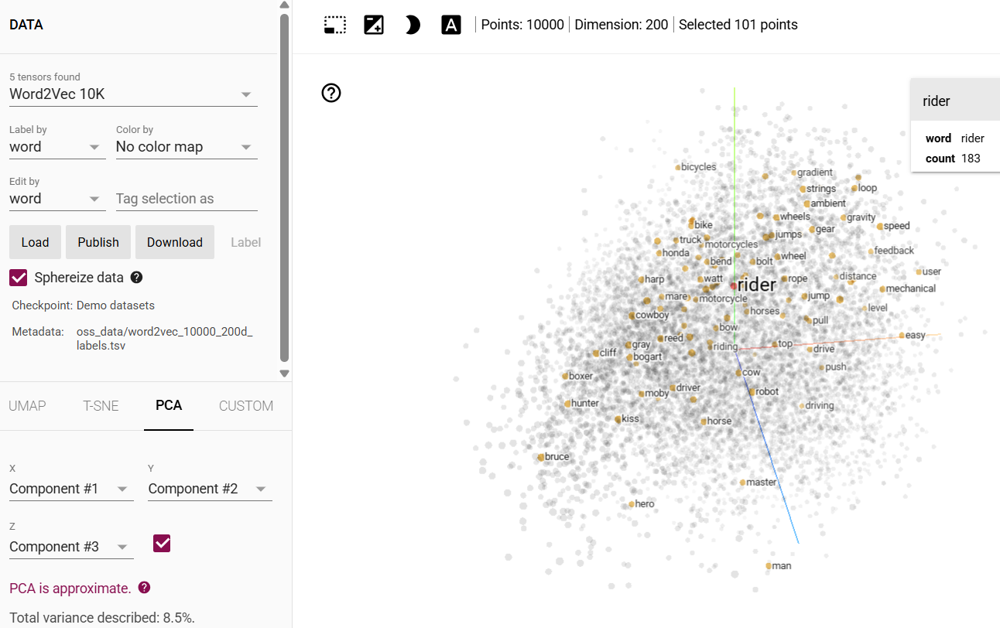 DATA
5 tensors found
Word2Vec 10K
Label by
Color by
word
No color map
Edit by
word
Tag selection as
Load
Publish
Download
Label
Sphereize data ?
Checkpoint: Demo datasets
Metadata: oss_data/word2vec_10000_200d_
labels.tsv
UMAP
T-SNE
PCA
CUSTOM
X
Y
Component #1
Component #2
Z
Component #3
PCA is approximate. ?
Total variance described: 8.5%.
A
Points: 10000
Dimension: 200
Selected 101 points
?
rider
word rider
count 183
bicycles
gradient
strings
loop
ambient
wheels
gravity
bike
gear
speed
jumps
truck
motorcycles
feedback
honda
wheel
bend
bolt
user
harp
watt
rope
distance
rider
mechanical
mare
motorcycle
jump
level
horses
cowboy
pull
bow
easy
reed
gray
riding
top
drive
cliff
bogart
push
cow
boxer
driver
moby
robot
hunter
driving
kiss
horse
bruce
master
hero
man